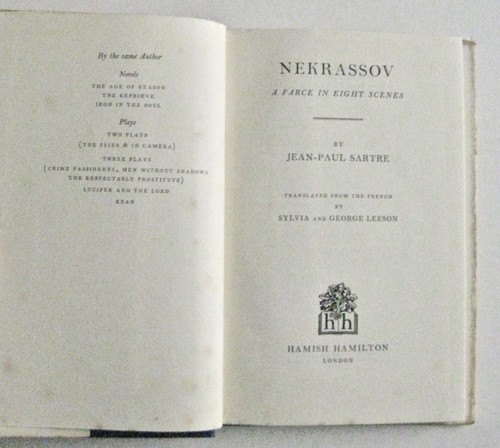 By the same Author
Novels
THE AGE OF REASON
THE REPRIEVE
IRON IN THE SOUL
Plays
TWO PLAYS
(THE FLIES & IN CAMERA)
THREE PLAYS
(CRIME PASSIONNEL, MEN WITHOUT SHADOWS
THE RESPECTABLE PROSTITUTE)
LUCIFER AND THE LORD
KEAN
NEKRASSOV
A FARCE IN EIGHT SCENES
BY
JEAN-PAUL SARTRE
TRANSLATED FROM THE FRENCH
BY
SYLVIA AND GEORGE LEESON
h h
HAMISH HAMILTON
LONDON